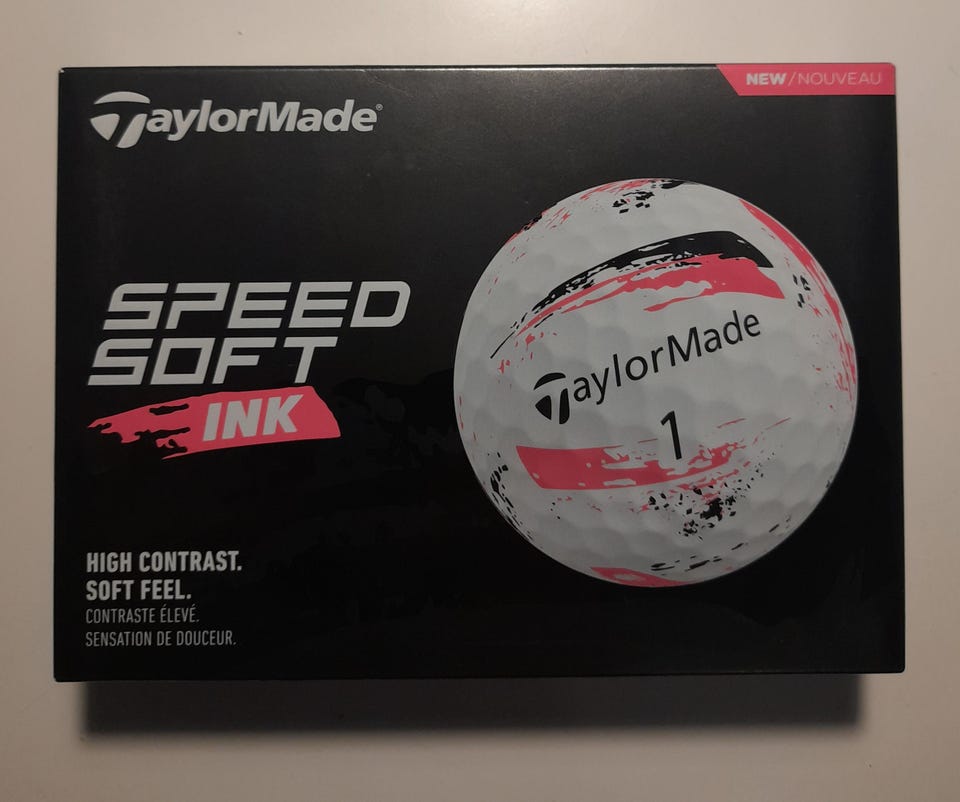 TaylorMade®
NEW/NOUVEAU
SPEED
SOFT
INK
TaylorMade
1
HIGH CONTRAST.
SOFT FEEL.
CONTRASTE ÉLEVÉ.
SENSATION DE DOUCEUR.